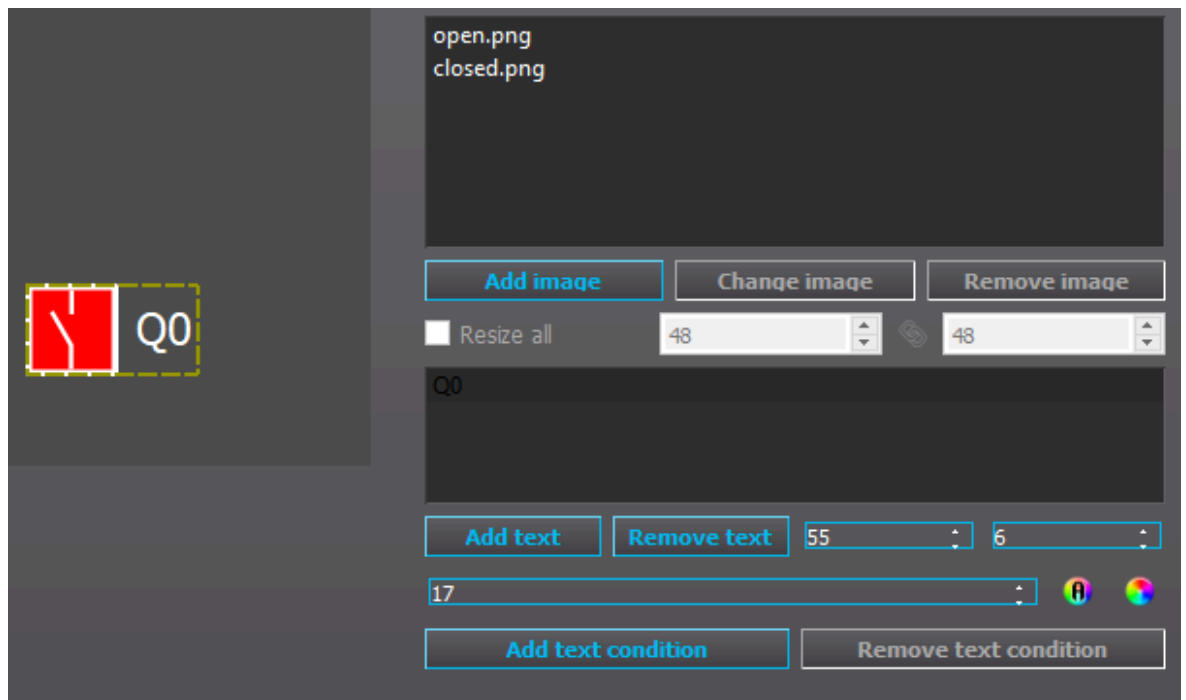 open.png
closed.png
Add image Change image Remove image
Resize all 48 48
Q0
Q0
Add text Remove text 55 6
17
A
Add text condition Remove text condition